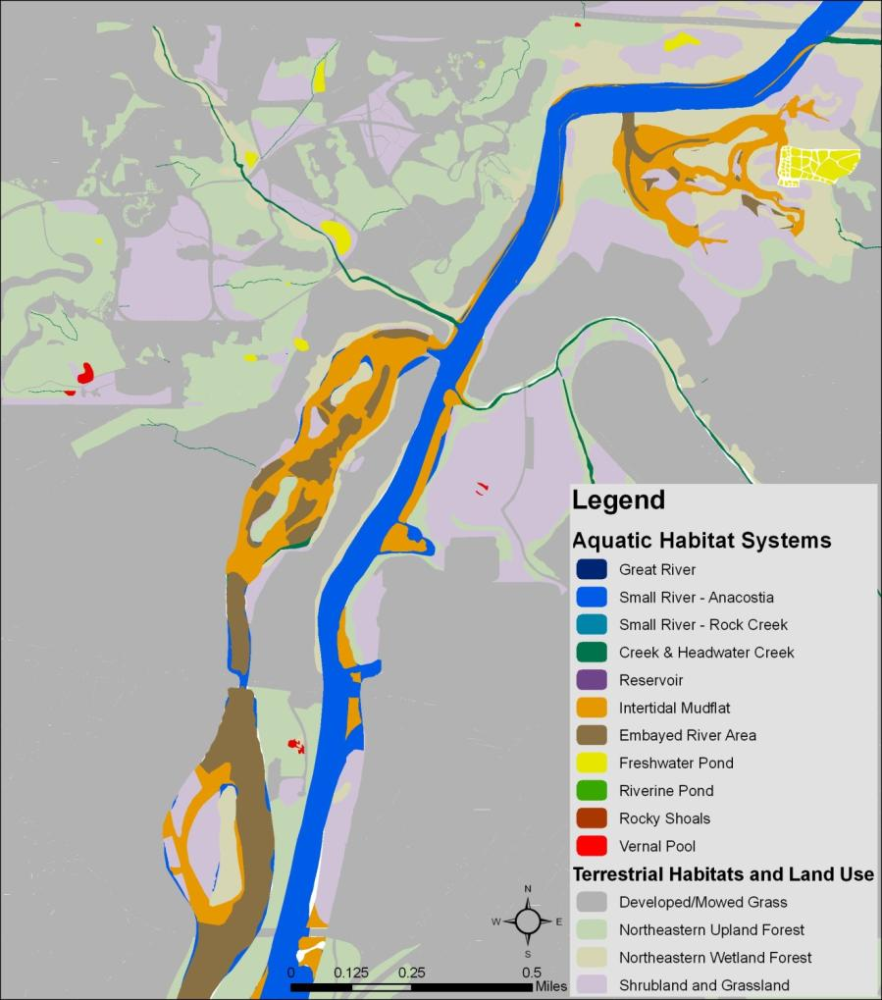 Legend
Aquatic Habitat Systems
Great River
Small River - Anacostia
Small River - Rock Creek
Creek & Headwater Creek
Reservoir
Intertidal Mudflat
Embayed River Area
Freshwater Pond
Riverine Pond
Rocky Shoals
Vernal Pool
Terrestrial Habitats and Land Use
Developed/Mowed Grass
Northeastern Upland Forest
Northeastern Wetland Forest
Shrubland and Grassland
N
W E
S
0 0.125 0.25 0.5
Miles